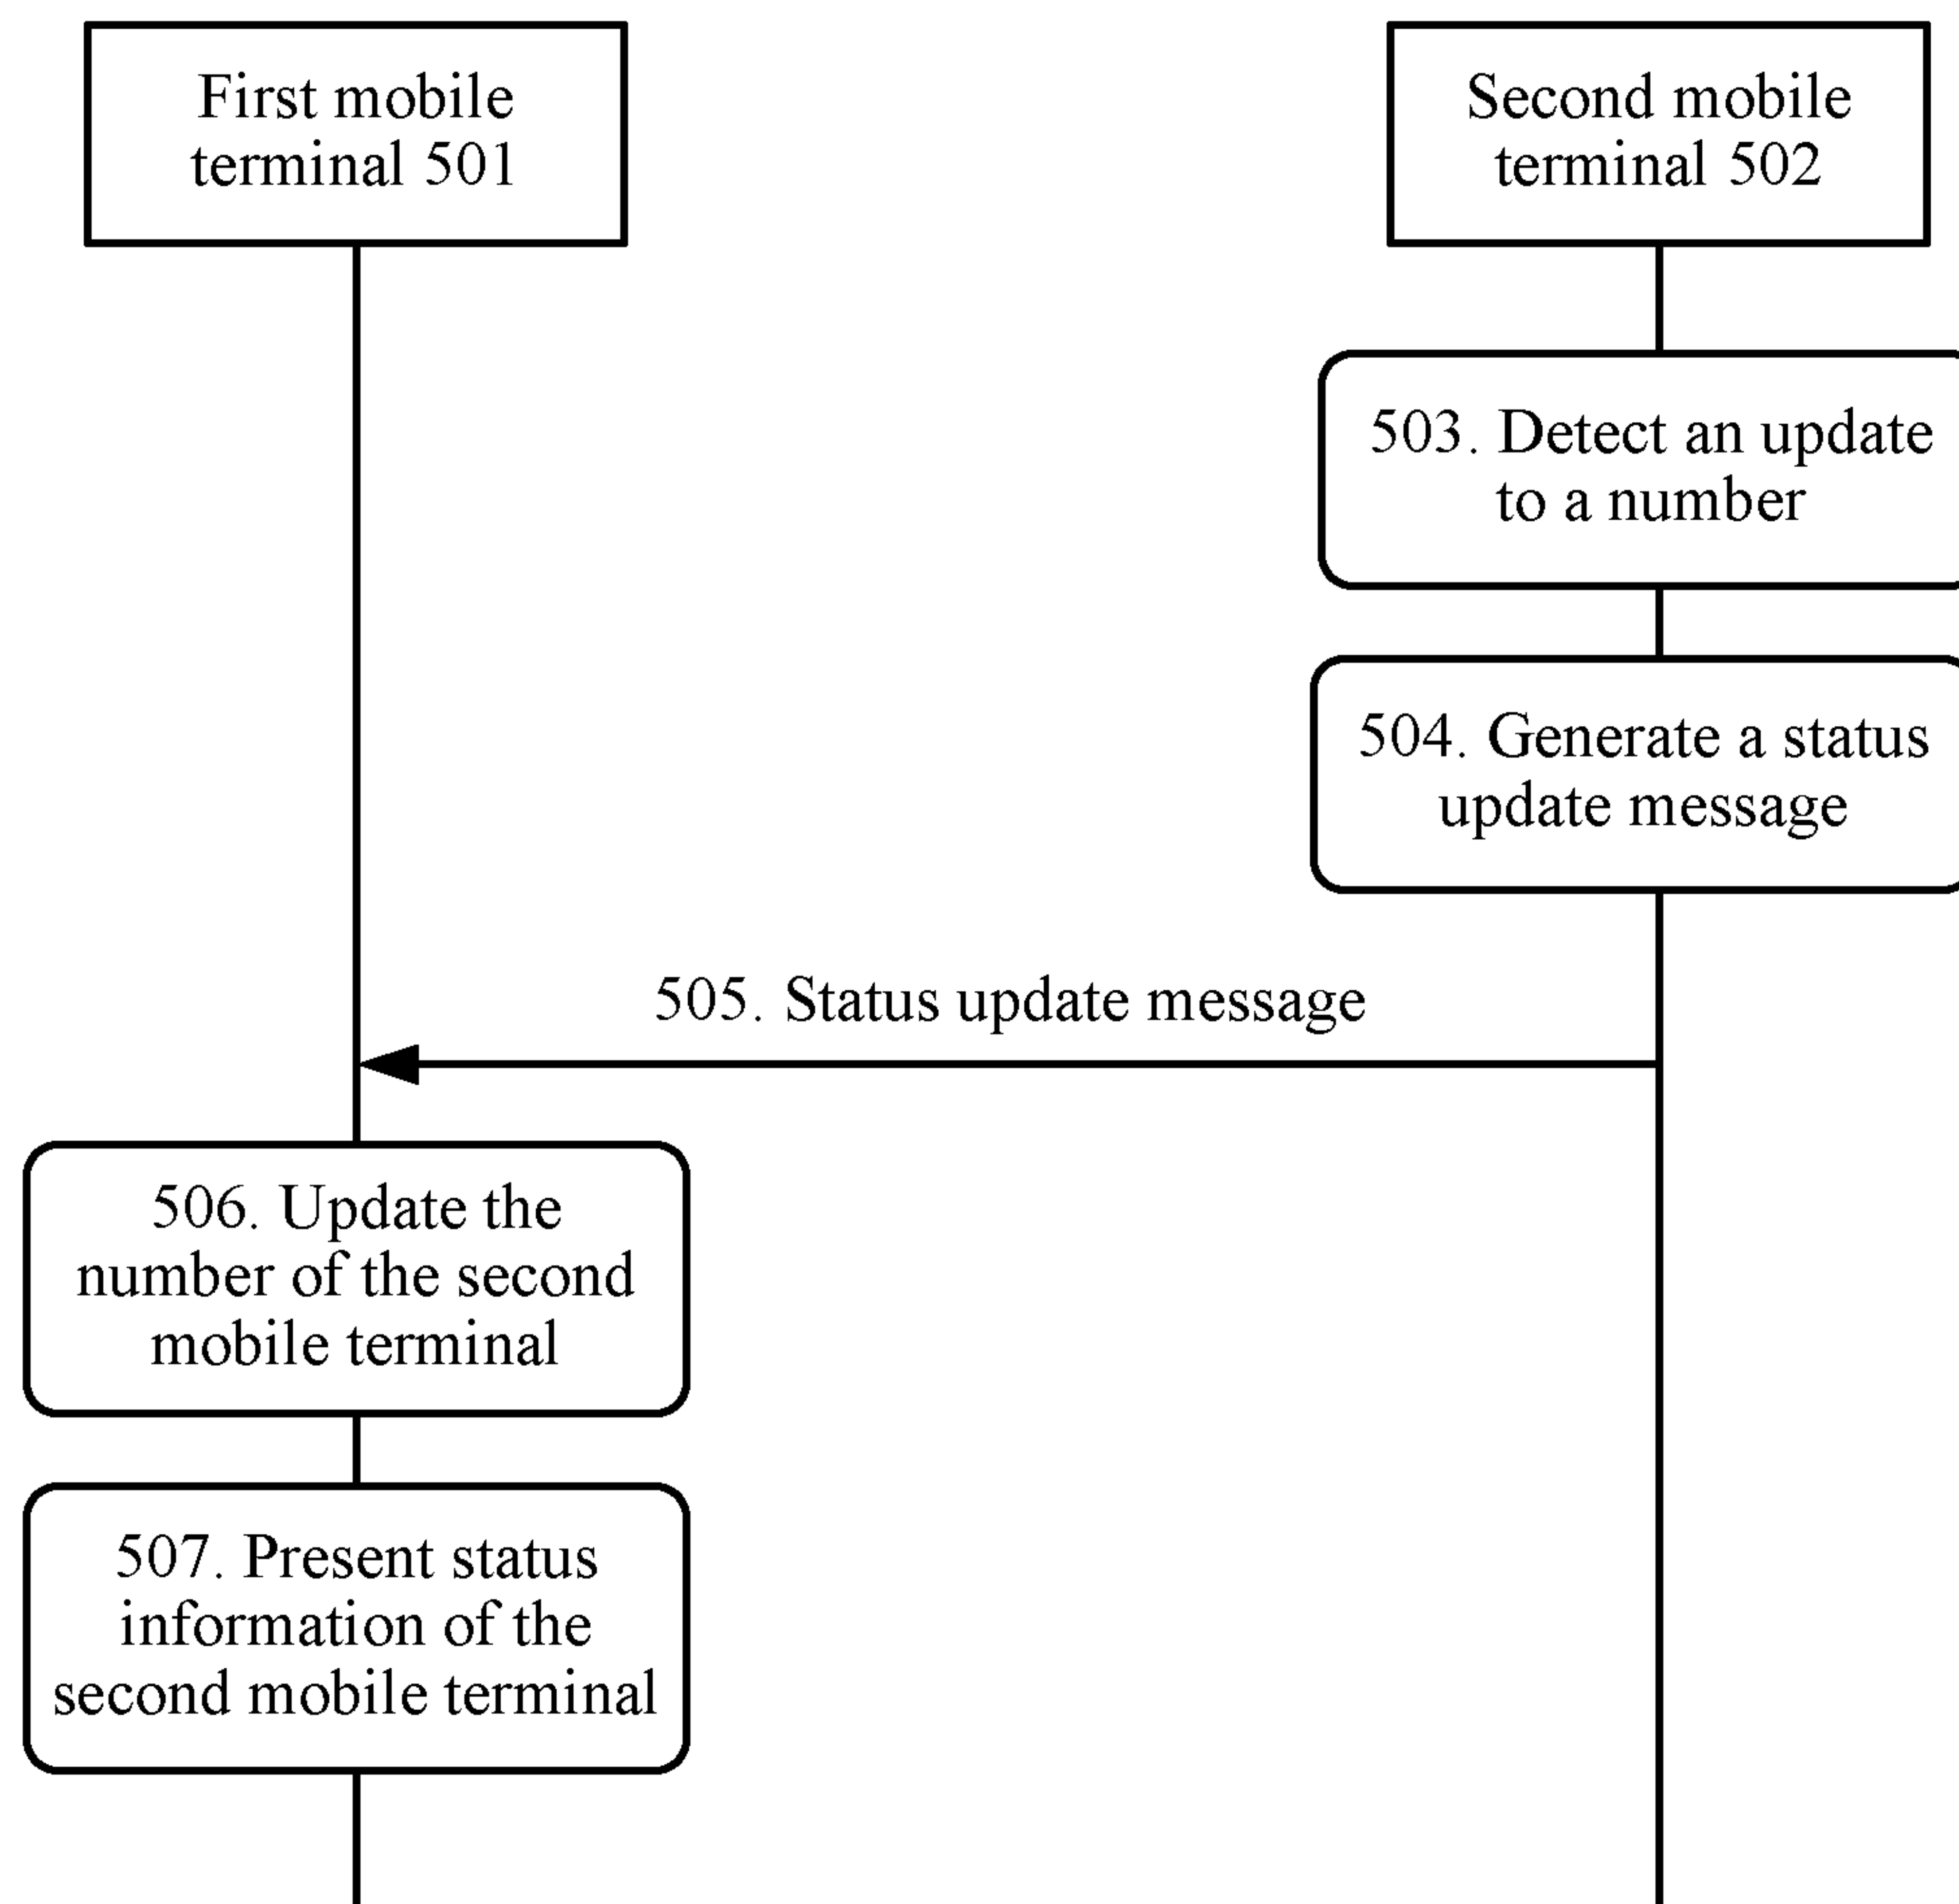 First mobile
terminal 501
Second mobile
terminal 502
503. Detect an update
to a number
504. Generate a status
update message
505. Status update message
506. Update the
number of the second
mobile terminal
507. Present status
information of the
second mobile terminal